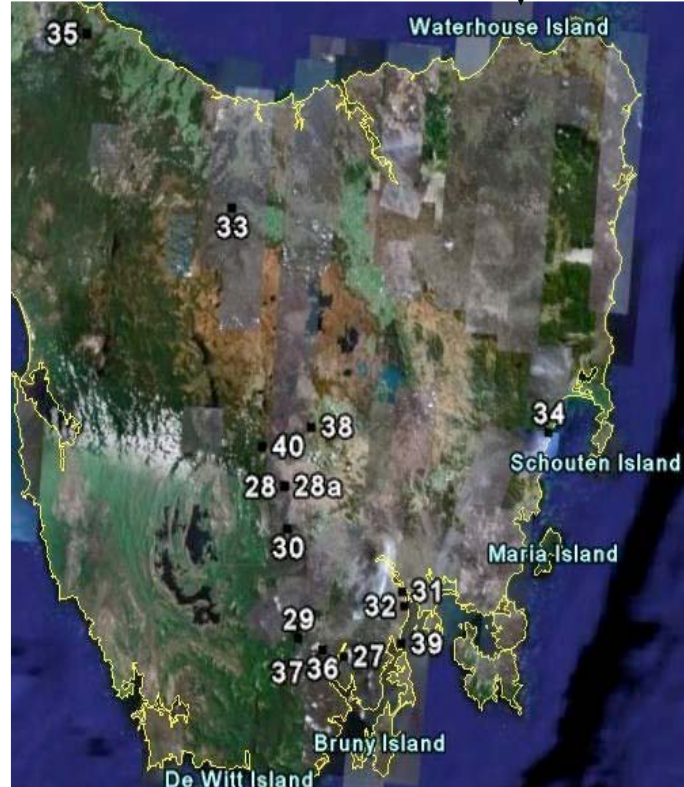 Waterhouse Island
35
33
34
38
40
Schouten Island
28 28a
30
Maria Island
31
32
29
39
37 36 27
Bruny Island
De Witt Island